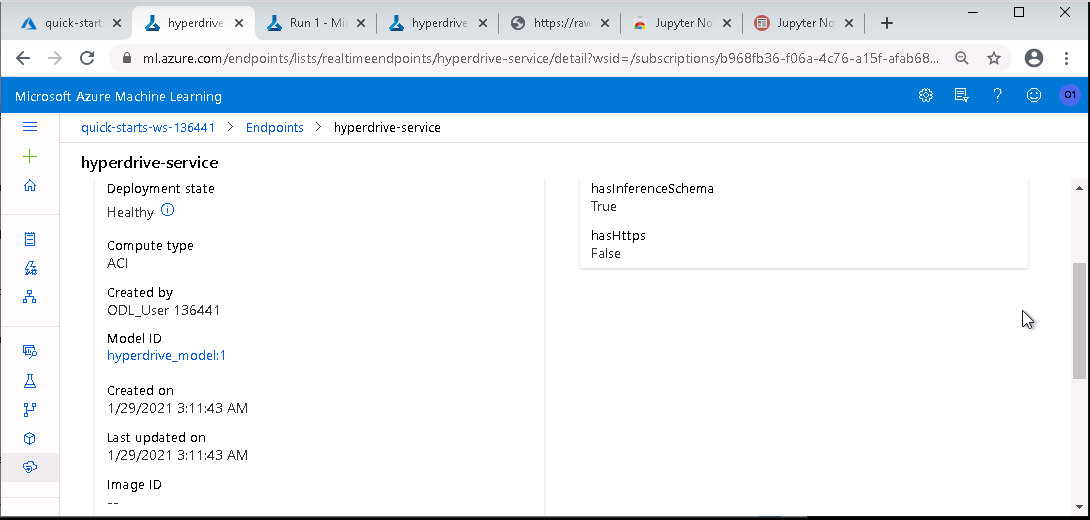 quick-start
hyperdrive
Run 1 - Mi
hyperdrive
https://raw
Jupyter No
Jupyter No
ml.azure.com/endpoints/lists/realtimeendpoints/hyperdrive-service/detail?wsid=/subscriptions/b968fb36-f06a-4c76-a15f-afab68...
Microsoft Azure Machine Learning
O1
quick-starts-ws-136441 > Endpoints > hyperdrive-service
hyperdrive-service
Deployment state
Healthy
Compute type
ACI
Created by
ODL_User 136441
Model ID
hyperdrive_model:1
Created on
1/29/2021 3:11:43 AM
Last updated on
1/29/2021 3:11:43 AM
Image ID
--
hasInferenceSchema
True
hasHttps
False